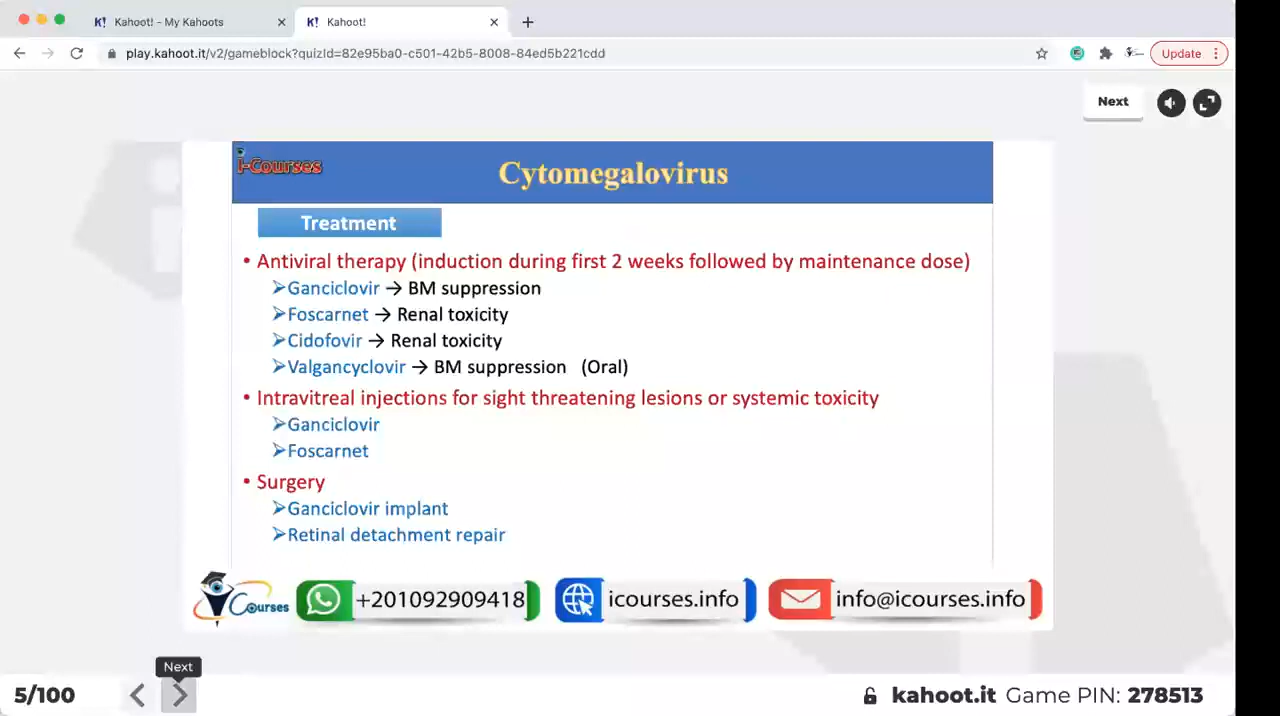 Kahoot! - My Kahoots
Kahoot!
play.kahoot.it/v2/gameblock?quizId=82e95ba0-c501-42b5-8008-84ed5b221cdd
Update
Next
i-Courses
Cytomegalovirus
Treatment
• Antiviral therapy (induction during first 2 weeks followed by maintenance dose)
➢Ganciclovir → BM suppression
➢Foscarnet → Renal toxicity
➢Cidofovir → Renal toxicity
➢Valgancyclovir → BM suppression (Oral)
• Intravitreal injections for sight threatening lesions or systemic toxicity
➢Ganciclovir
➢Foscarnet
• Surgery
➢Ganciclovir implant
➢Retinal detachment repair
Courses +201092909418 icourses.info info@icourses.info
Next
5/100
kahoot.it Game PIN: 278513